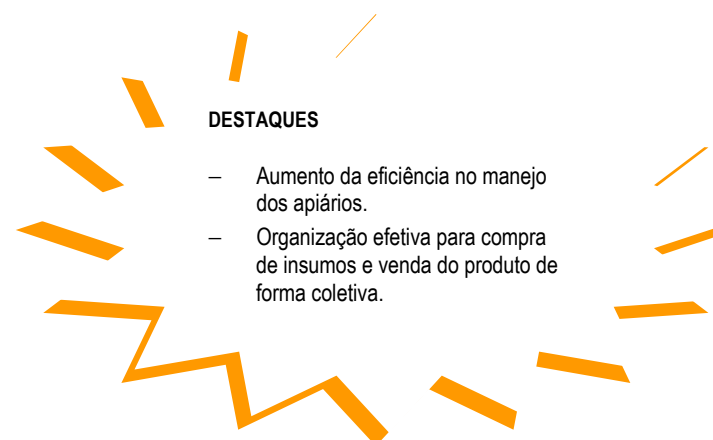 DESTAQUES
– Aumento da eficiência no manejo
dos apiários.
– Organização efetiva para compra
de insumos e venda do produto de
forma coletiva.